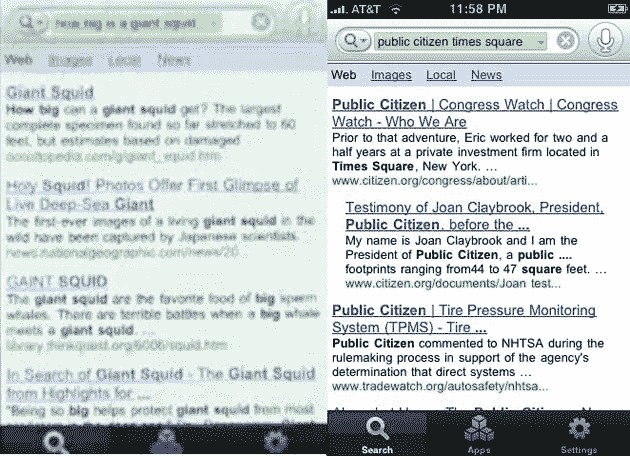 how big is a giant squid
Web Images Local News
Giant Squid
How big can a giant squid get? The largest
complete specimen found so far stretched to 60
feet, but estimates based on damaged
Holy Squid! Photos Offer First Glimpse of
Live Deep-Sea Giant
The first-ever images of a living giant squid in the
wild have been captured by Japanese scientists.
news.nationalgeographic.com/news/20...
GAINT SQUID
The giant squid are the favorite food of big sperm
whales. There are terrible battles when a big whale
meets a giant squid. ...
library.thinkquest.org/6006/squid.htm
In Search of Giant Squid - The Giant Squid
from Highlights for ...
"Being so big helps protect giant squid from most
AT&T 11:58 PM
public citizen times square
Web Images Local News
Public Citizen | Congress Watch | Congress
Watch - Who We Are
Prior to that adventure, Eric worked for two and a
half years at a private investment firm located in
Times Square, New York. ...
www.citizen.org/congress/about/arti...
Testimony of Joan Claybrook, President,
Public Citizen, before the ...
My name is Joan Claybrook and I am the
President of Public Citizen, a public ....
footprints ranging from44 to 47 square feet. ...
www.citizen.org/documents/Joan test...
Public Citizen | Tire Pressure Monitoring
System (TPMS) - Tire ...
Public Citizen commented to NHTSA during the
rulemaking process in support of the agency's
determination that direct systems ...
www.tradewatch.org/autosafety/nhtsa...
Search Apps Settings